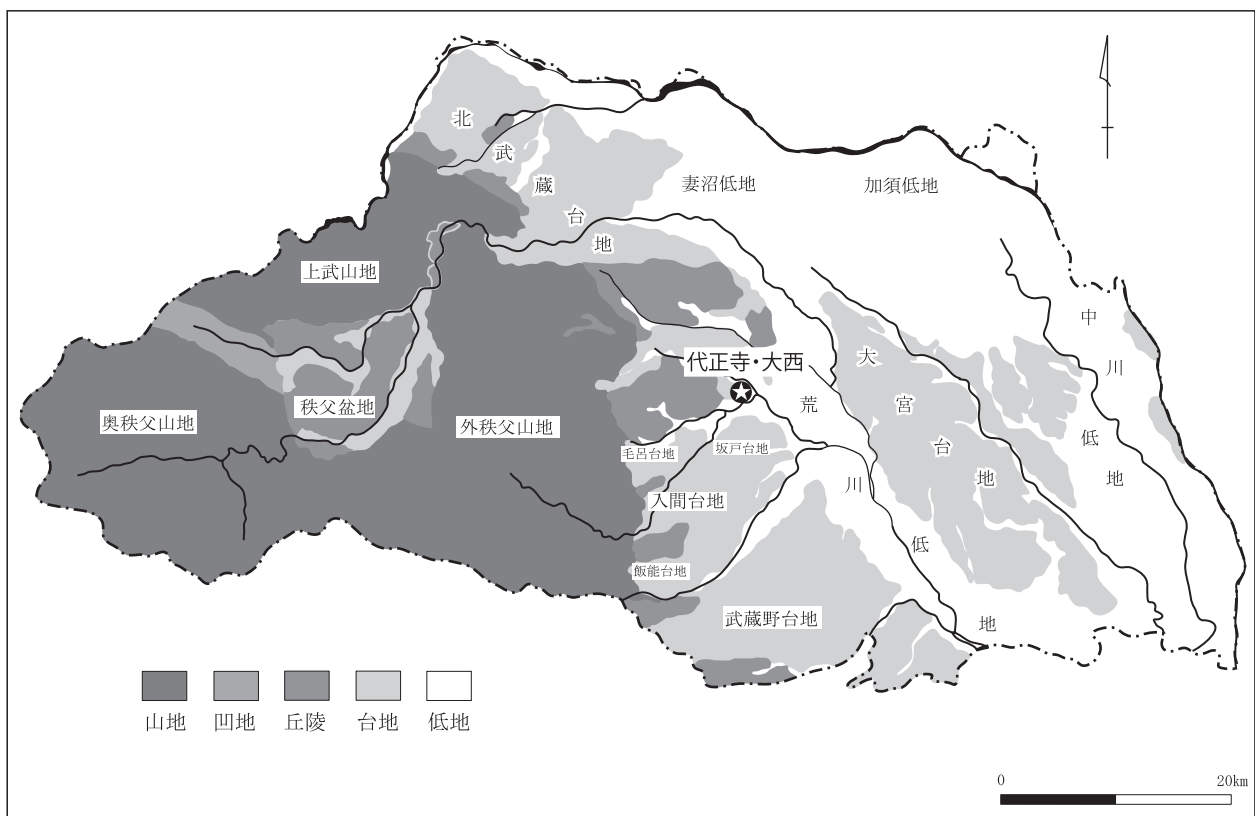 北武蔵台地
妻沼低地
加須低地
上武山地
中川低地
代正寺・大西
大宮台地
荒川低地
奥秩父山地
秩父盆地
外秩父山地
毛呂台地
坂戸台地
入間台地
飯能台地
武蔵野台地
山地
凹地
丘陵
台地
低地
0
20km